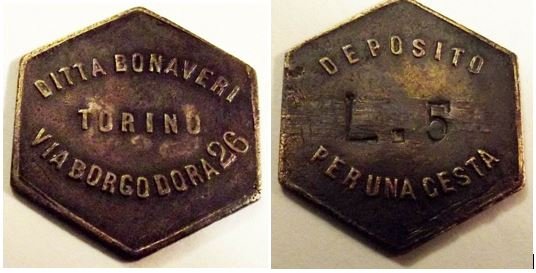 DITTA BONAVERI
TORINO
VIA BORGO DORA 26
DEPOSITO
L. 5
PER UNA CESTA